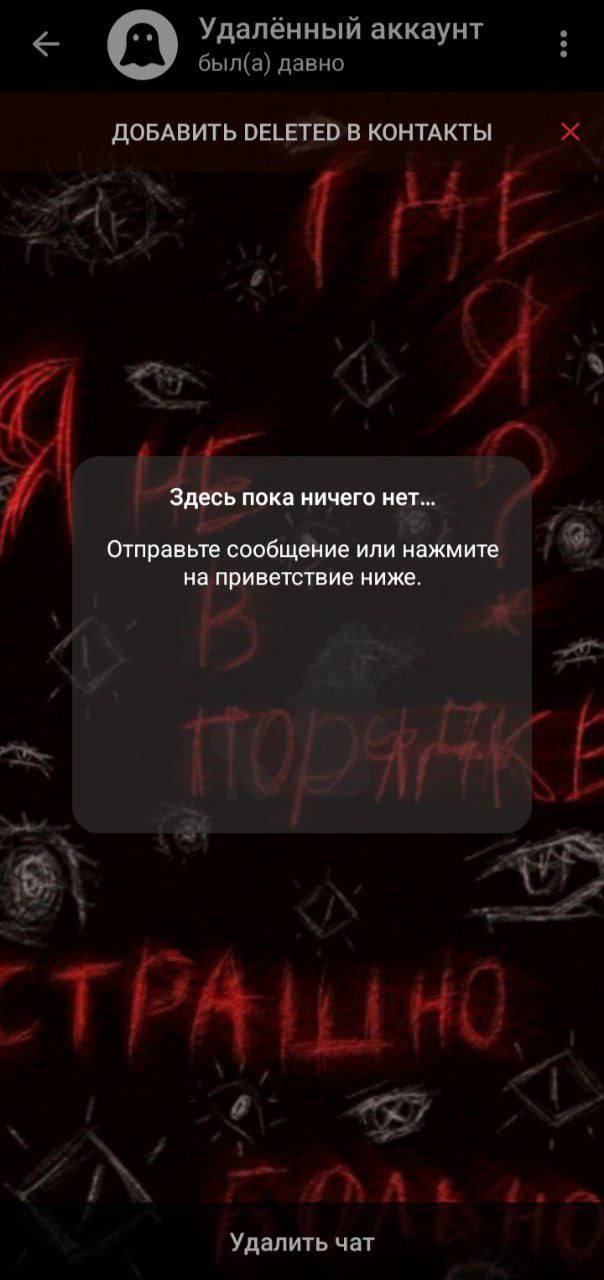 Удалённый аккаунт
был(а) давно
ДОБАВИТЬ DELETED В КОНТАКТЫ
ГДЕ
Я
?
Я НЕ
В
ПОРЯДКЕ
Здесь пока ничего нет...
Отправьте сообщение или нажмите
на приветствие ниже.
СТРАШНО
БОЛЬНО
Удалить чат